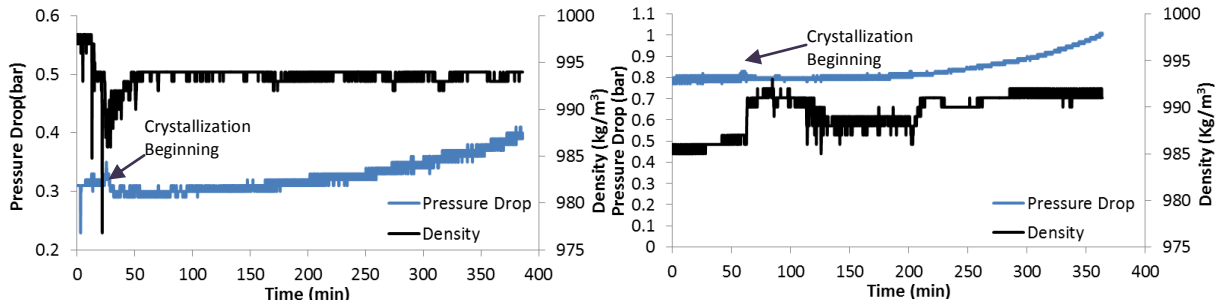 Pressure Drop(bar)
0.6
0.5
0.4
0.3
0.2
1000
995
990
985
980
975
Density (Kg/m³)
Crystallization
Beginning
Pressure Drop
Density
0 50 100 150 200 250 300 350 400
Time (min)
Pressure Drop (bar)
1.1
1
0.9
0.8
0.7
0.6
0.5
0.4
0.3
0.2
0.1
0
1000
995
990
985
980
975
Density (Kg/m³)
Crystallization
Beginning
Pressure Drop
Density
0 50 100 150 200 250 300 350 400
Time (min)